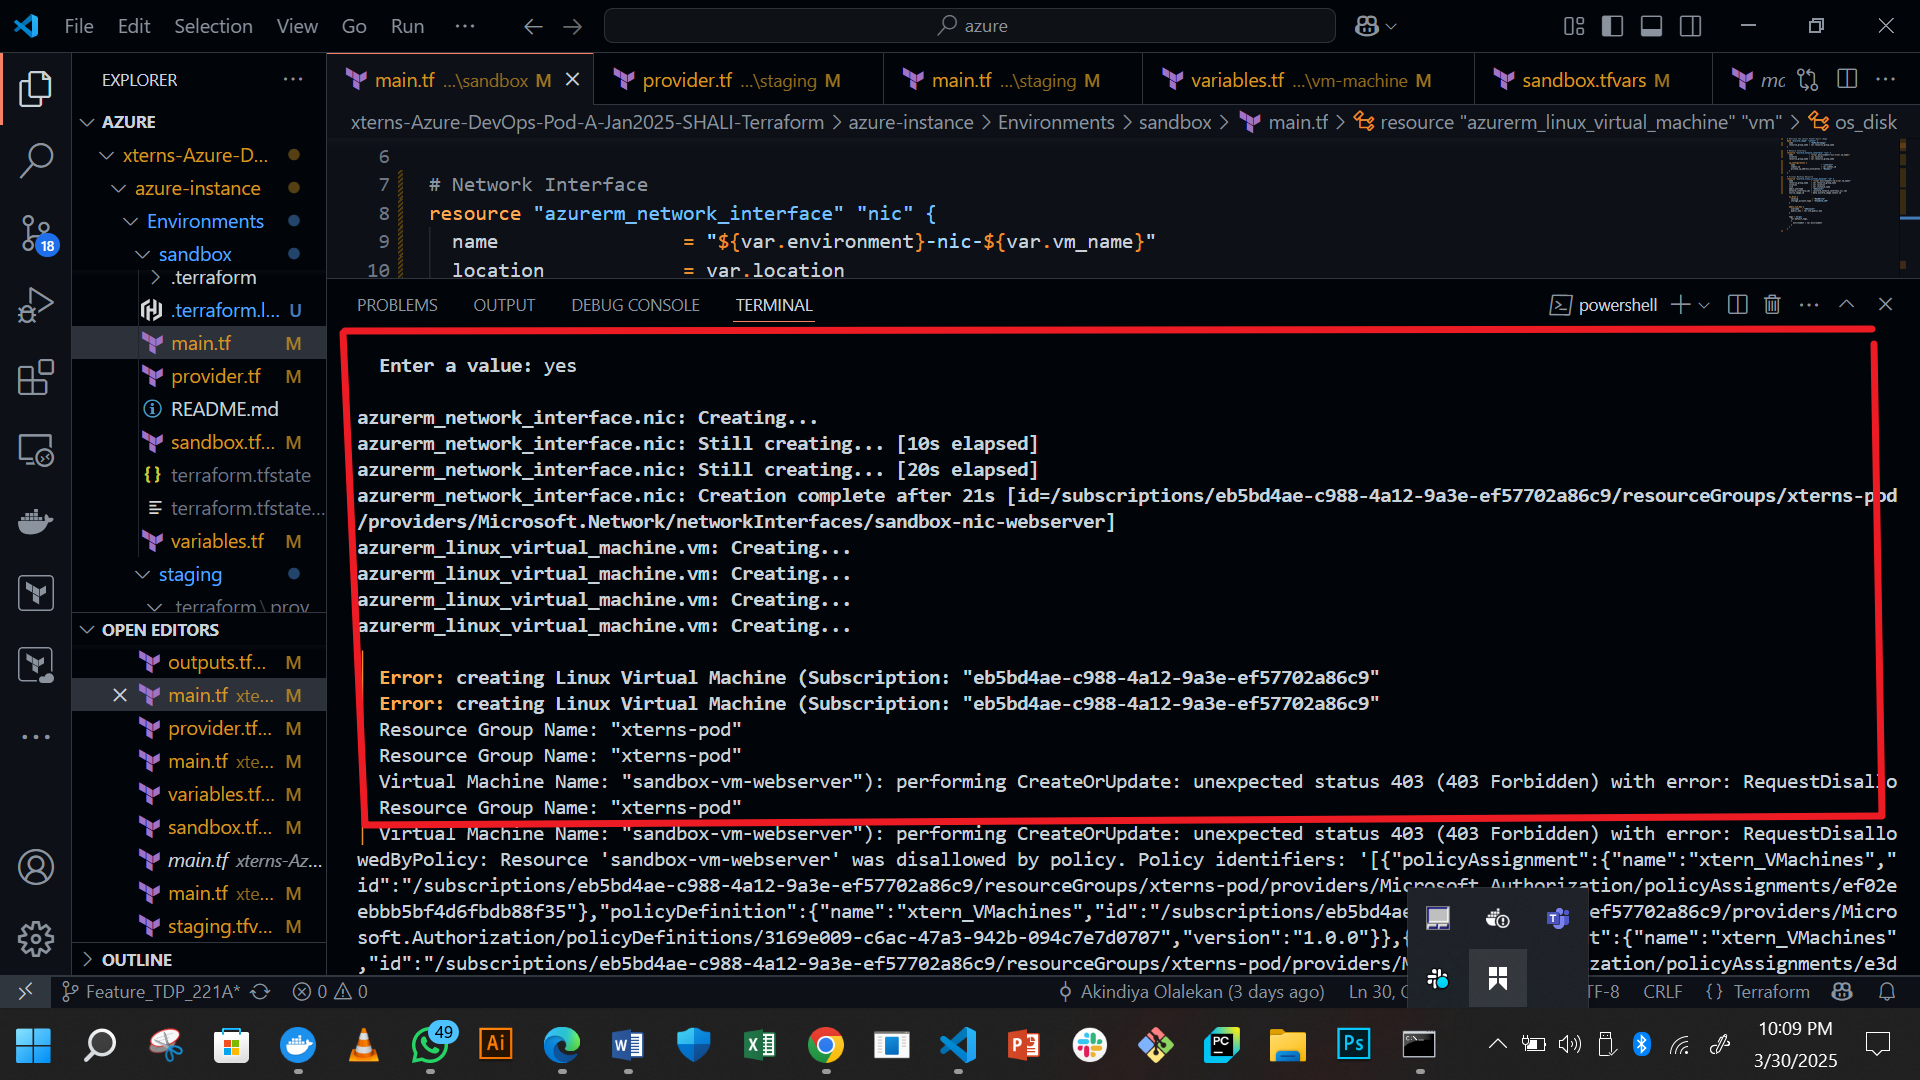 File Edit Selection View Go Run ···
azure
EXPLORER ···
main.tf ...\sandbox M
provider.tf ...\staging M
main.tf ...\staging M
variables.tf ...\vm-machine M
sandbox.tfvars M
xterns-Azure-DevOps-Pod-A-Jan2025-SHALI-Terraform > azure-instance > Environments > sandbox > main.tf > resource "azurerm_linux_virtual_machine" "vm" > os_disk
AZURE
xterns-Azure-D...
azure-instance
Environments
sandbox
.terraform
.terraform.l... U
main.tf M
provider.tf M
README.md
sandbox.tf... M
terraform.tfstate
terraform.tfstate...
variables.tf M
staging
.terraform\prov
18
OPEN EDITORS
outputs.tf... M
main.tf xte... M
provider.tf... M
main.tf xte... M
variables.tf... M
sandbox.tf... M
main.tf xterns-Az...
main.tf xte... M
staging.tfv... M
OUTLINE
6
7 # Network Interface
8 resource "azurerm_network_interface" "nic" {
9 name = "${var.environment}-nic-${var.vm_name}"
10 location = var.location
PROBLEMS OUTPUT DEBUG CONSOLE TERMINAL
powershell
Enter a value: yes
azurerm_network_interface.nic: Creating...
azurerm_network_interface.nic: Still creating... [10s elapsed]
azurerm_network_interface.nic: Still creating... [20s elapsed]
azurerm_network_interface.nic: Creation complete after 21s [id=/subscriptions/eb5bd4ae-c988-4a12-9a3e-ef57702a86c9/resourceGroups/xterns-pod
/providers/Microsoft.Network/networkInterfaces/sandbox-nic-webserver]
azurerm_linux_virtual_machine.vm: Creating...
azurerm_linux_virtual_machine.vm: Creating...
azurerm_linux_virtual_machine.vm: Creating...
azurerm_linux_virtual_machine.vm: Creating...
Error: creating Linux Virtual Machine (Subscription: "eb5bd4ae-c988-4a12-9a3e-ef57702a86c9"
Error: creating Linux Virtual Machine (Subscription: "eb5bd4ae-c988-4a12-9a3e-ef57702a86c9"
Resource Group Name: "xterns-pod"
Resource Group Name: "xterns-pod"
Virtual Machine Name: "sandbox-vm-webserver"): performing CreateOrUpdate: unexpected status 403 (403 Forbidden) with error: RequestDisallo
Resource Group Name: "xterns-pod"
Virtual Machine Name: "sandbox-vm-webserver"): performing CreateOrUpdate: unexpected status 403 (403 Forbidden) with error: RequestDisallo
wedByPolicy: Resource 'sandbox-vm-webserver' was disallowed by policy. Policy identifiers: '[{"policyAssignment":{"name":"xtern_VMachines","
id":"/subscriptions/eb5bd4ae-c988-4a12-9a3e-ef57702a86c9/resourceGroups/xterns-pod/providers/Microsoft.Authorization/policyAssignments/ef02e
ebbb5bf4d6fbdb88f35"},"policyDefinition":{"name":"xtern_VMachines","id":"/subscriptions/eb5bd4ae ef57702a86c9/providers/Micro
soft.Authorization/policyDefinitions/3169e009-c6ac-47a3-942b-094c7e7d0707","version":"1.0.0"}},{ t":{"name":"xtern_VMachines"
,"id":"/subscriptions/eb5bd4ae-c988-4a12-9a3e-ef57702a86c9/resourceGroups/xterns-pod/providers/M ization/policyAssignments/e3d
Feature_TDP_221A* 0 0 Akindiya Olalekan (3 days ago) Ln 30, C TF-8 CRLF {} Terraform
49
Ai
PC
Ps
10:09 PM
3/30/2025